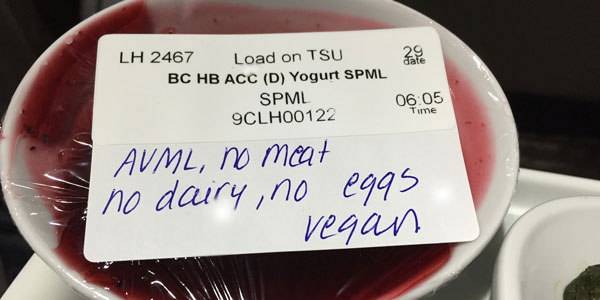 LH 2467 Load on TSU 29
date
BC HB ACC (D) Yogurt SPML
SPML 06:05
9CLH00122 Time
AVML, no meat
no dairy, no eggs
vegan